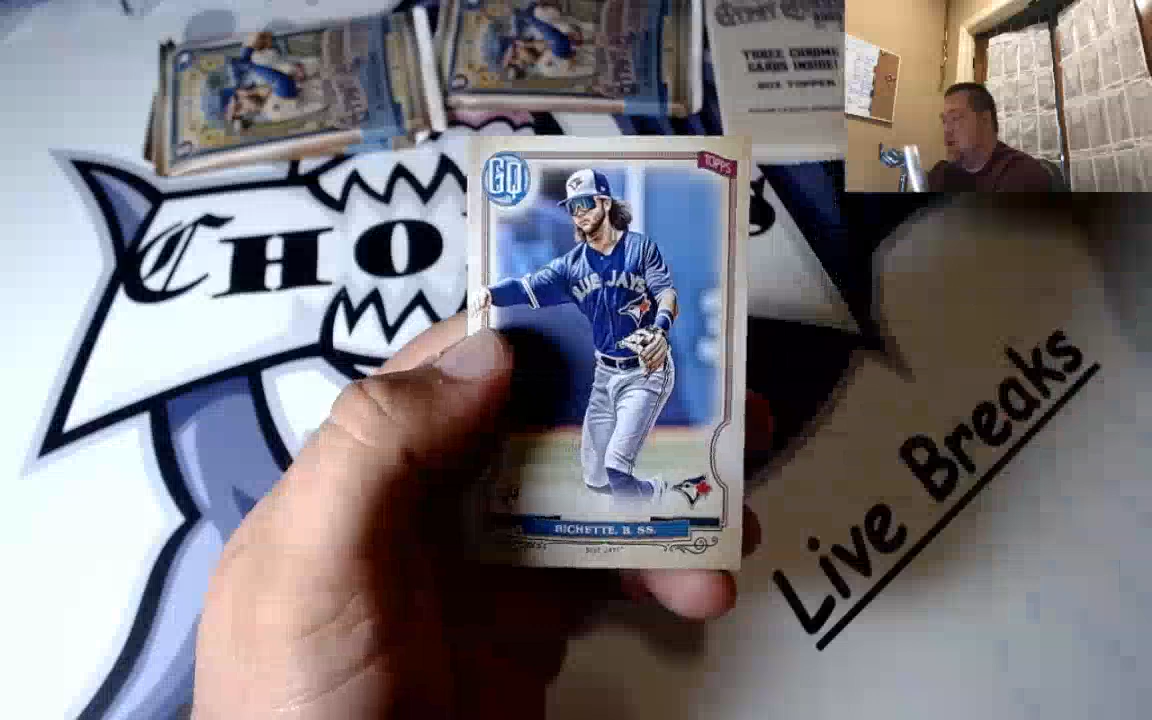 THREE CHROME
CARDS INSIDE!
BOX TOPPER
CHO
GQ
TOPPS
BLUE JAYS
BICHETTE, B. SS.
BLUE JAYS
Live Breaks